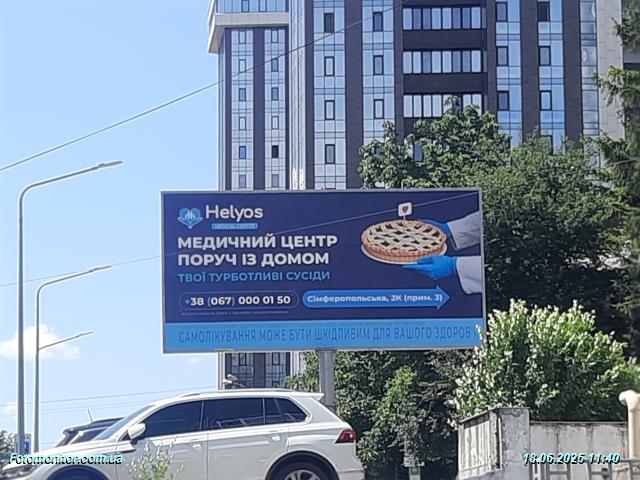 Helyos
MEDICAL CENTER
МЕДИЧНИЙ ЦЕНТР
ПОРУЧ ІЗ ДОМОМ
ТВОЇ ТУРБОТЛИВІ СУСІДИ
+38 (067) 000 01 50
Сімферопольська, 2К (прим. 3)
САМОЛІКУВАННЯ МОЖЕ БУТИ ШКІДЛИВИМ ДЛЯ ВАШОГО ЗДОРОВ'Я
Fotomonitor.com.ua
18.06.2025 11:40